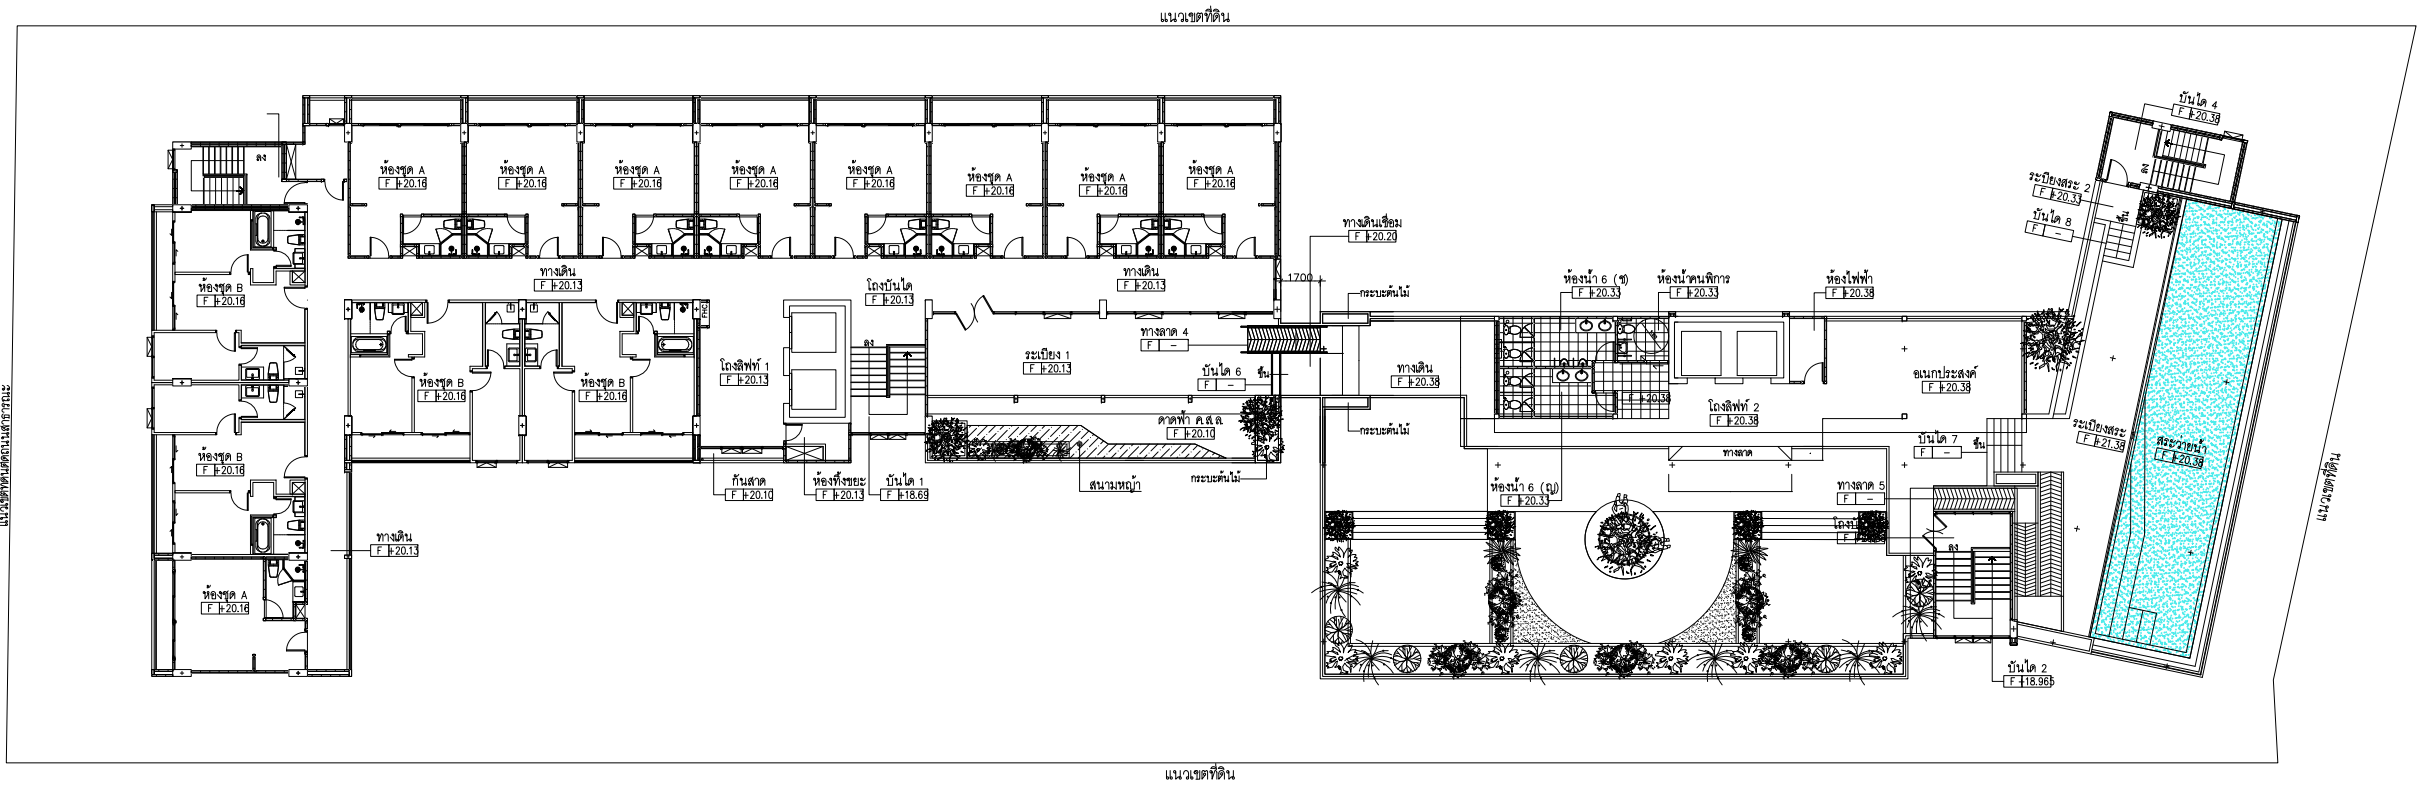 แนวเขตที่ดิน
บันได 4
F +20.38
ลง
ลง
ห้องชุด A
F +20.16
ห้องชุด A
F +20.16
ห้องชุด A
F +20.16
ห้องชุด A
F +20.16
ห้องชุด A
F +20.16
ห้องชุด A
F +20.16
ห้องชุด A
F +20.16
ห้องชุด A
F +20.16
ระเบียงสระ 2
F +20.33
ขึ้น
บันได 8
F -
ทางเดินเชื่อม
F +20.20
ทางเดิน
F +20.13
โถงบันได
F +20.13
ทางเดิน
F +20.13
1700
กระบะต้นไม้
ห้องน้ำ 6 (ช)
F +20.33
ห้องน้ำคนพิการ
F +20.33
ห้องไฟฟ้า
F +20.38
ห้องชุด B
F +20.16
FHC
ทางลาด 4
F -
ลง
โถงลิฟท์ 1
F +20.13
ระเบียง 1
F +20.13
บันได 6
F -
ขึ้น
ทางเดิน
F +20.38
อเนกประสงค์
F +20.38
ห้องชุด B
F +20.16
ห้องชุด B
F +20.16
F +20.38
โถงลิฟท์ 2
F +20.38
ดาดฟ้า ค.ส.ล.
F +20.10
กระบะต้นไม้
ระเบียงสระ
F +21.38
สระว่ายน้ำ
F +20.38
บันได 7
F -
ขึ้น
ทางลาด
ห้องชุด B
F +20.16
กันสาด
F +20.10
ห้องทิ้งขยะ
F +20.13
บันได 1
F +18.69
สนามหญ้า
กระบะต้นไม้
ห้องน้ำ 6 (ญ)
F +20.33
ทางลาด 5
F -
แนวเขตที่ดิน
ทางเดิน
F +20.13
ลง
ห้องชุด A
F +20.16
บันได 2
F +18.965
แนวเขตที่ดิน